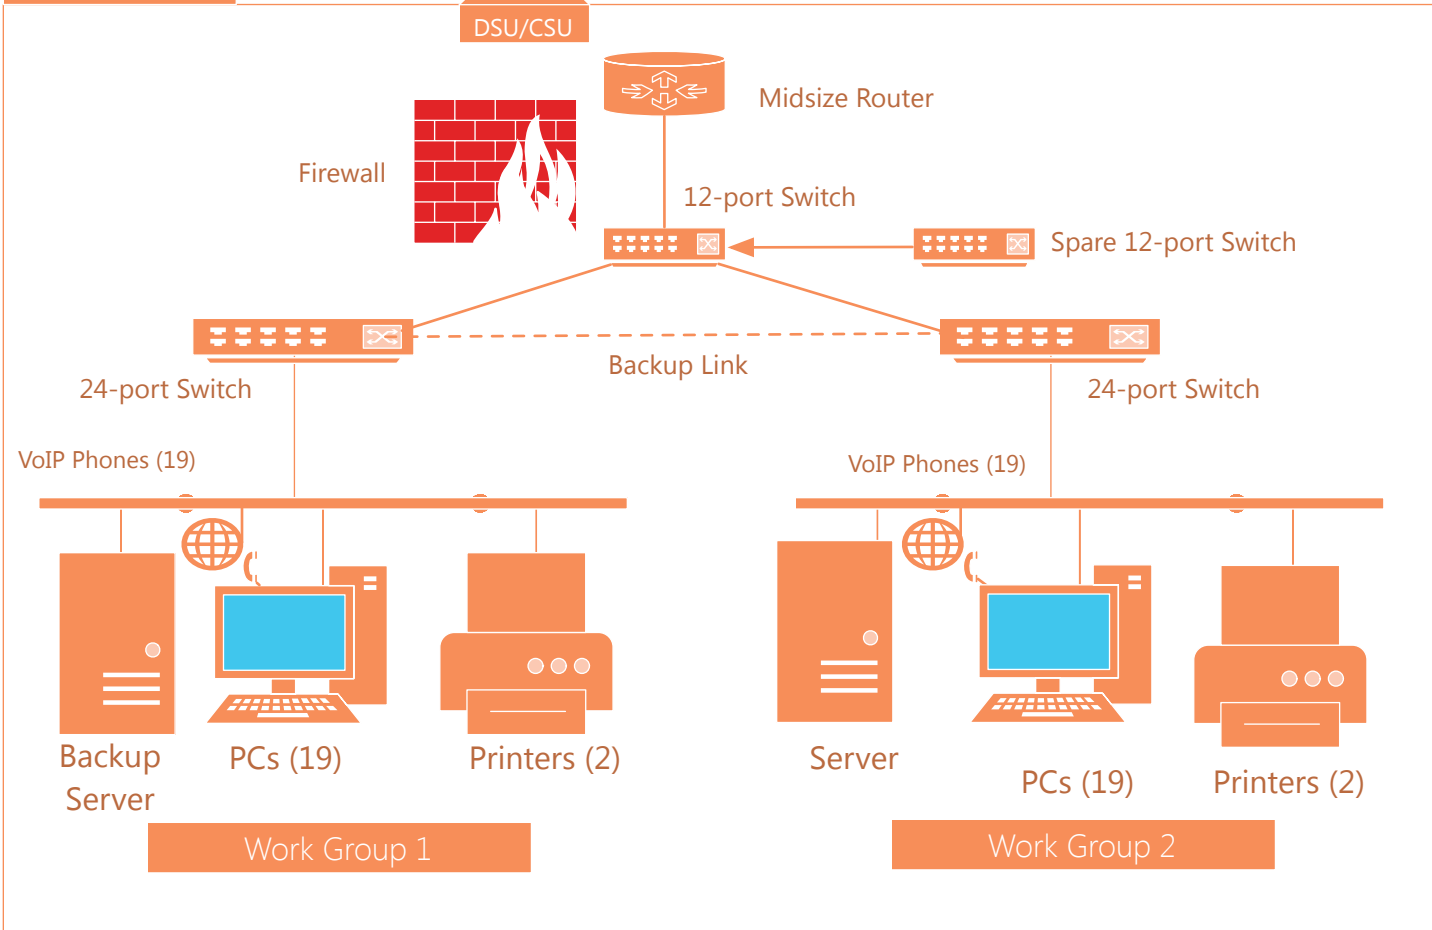 DSU/CSU
Midsize Router
Firewall
12-port Switch
Spare 12-port Switch
Backup Link
24-port Switch
24-port Switch
VoIP Phones (19)
VoIP Phones (19)
Backup
Server
PCs (19)
Printers (2)
Server
PCs (19)
Printers (2)
Work Group 1
Work Group 2